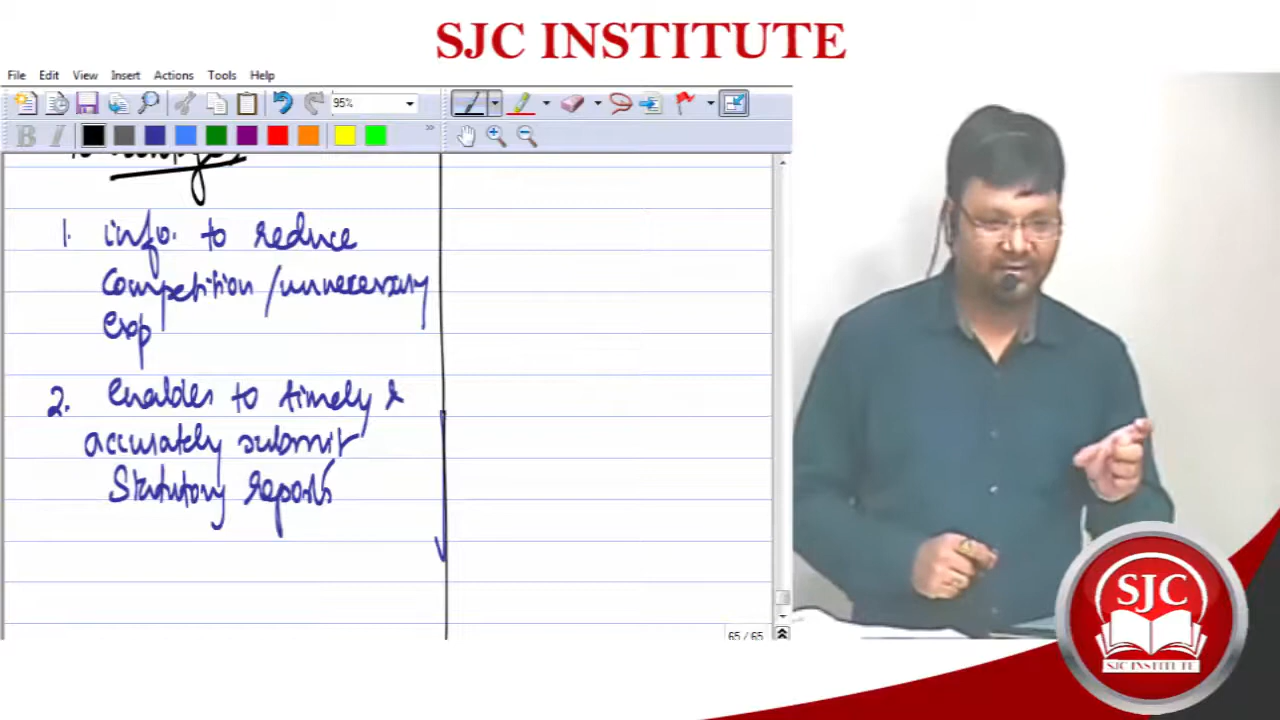 SJC INSTITUTE
File Edit View Insert Actions Tools Help
95%
B I
1. info. to reduce
Competition / unnecessary
Exp
2. Enables to timely &
accurately submit
Statutory reports
65/65
SJC
SJC INSTITUTE